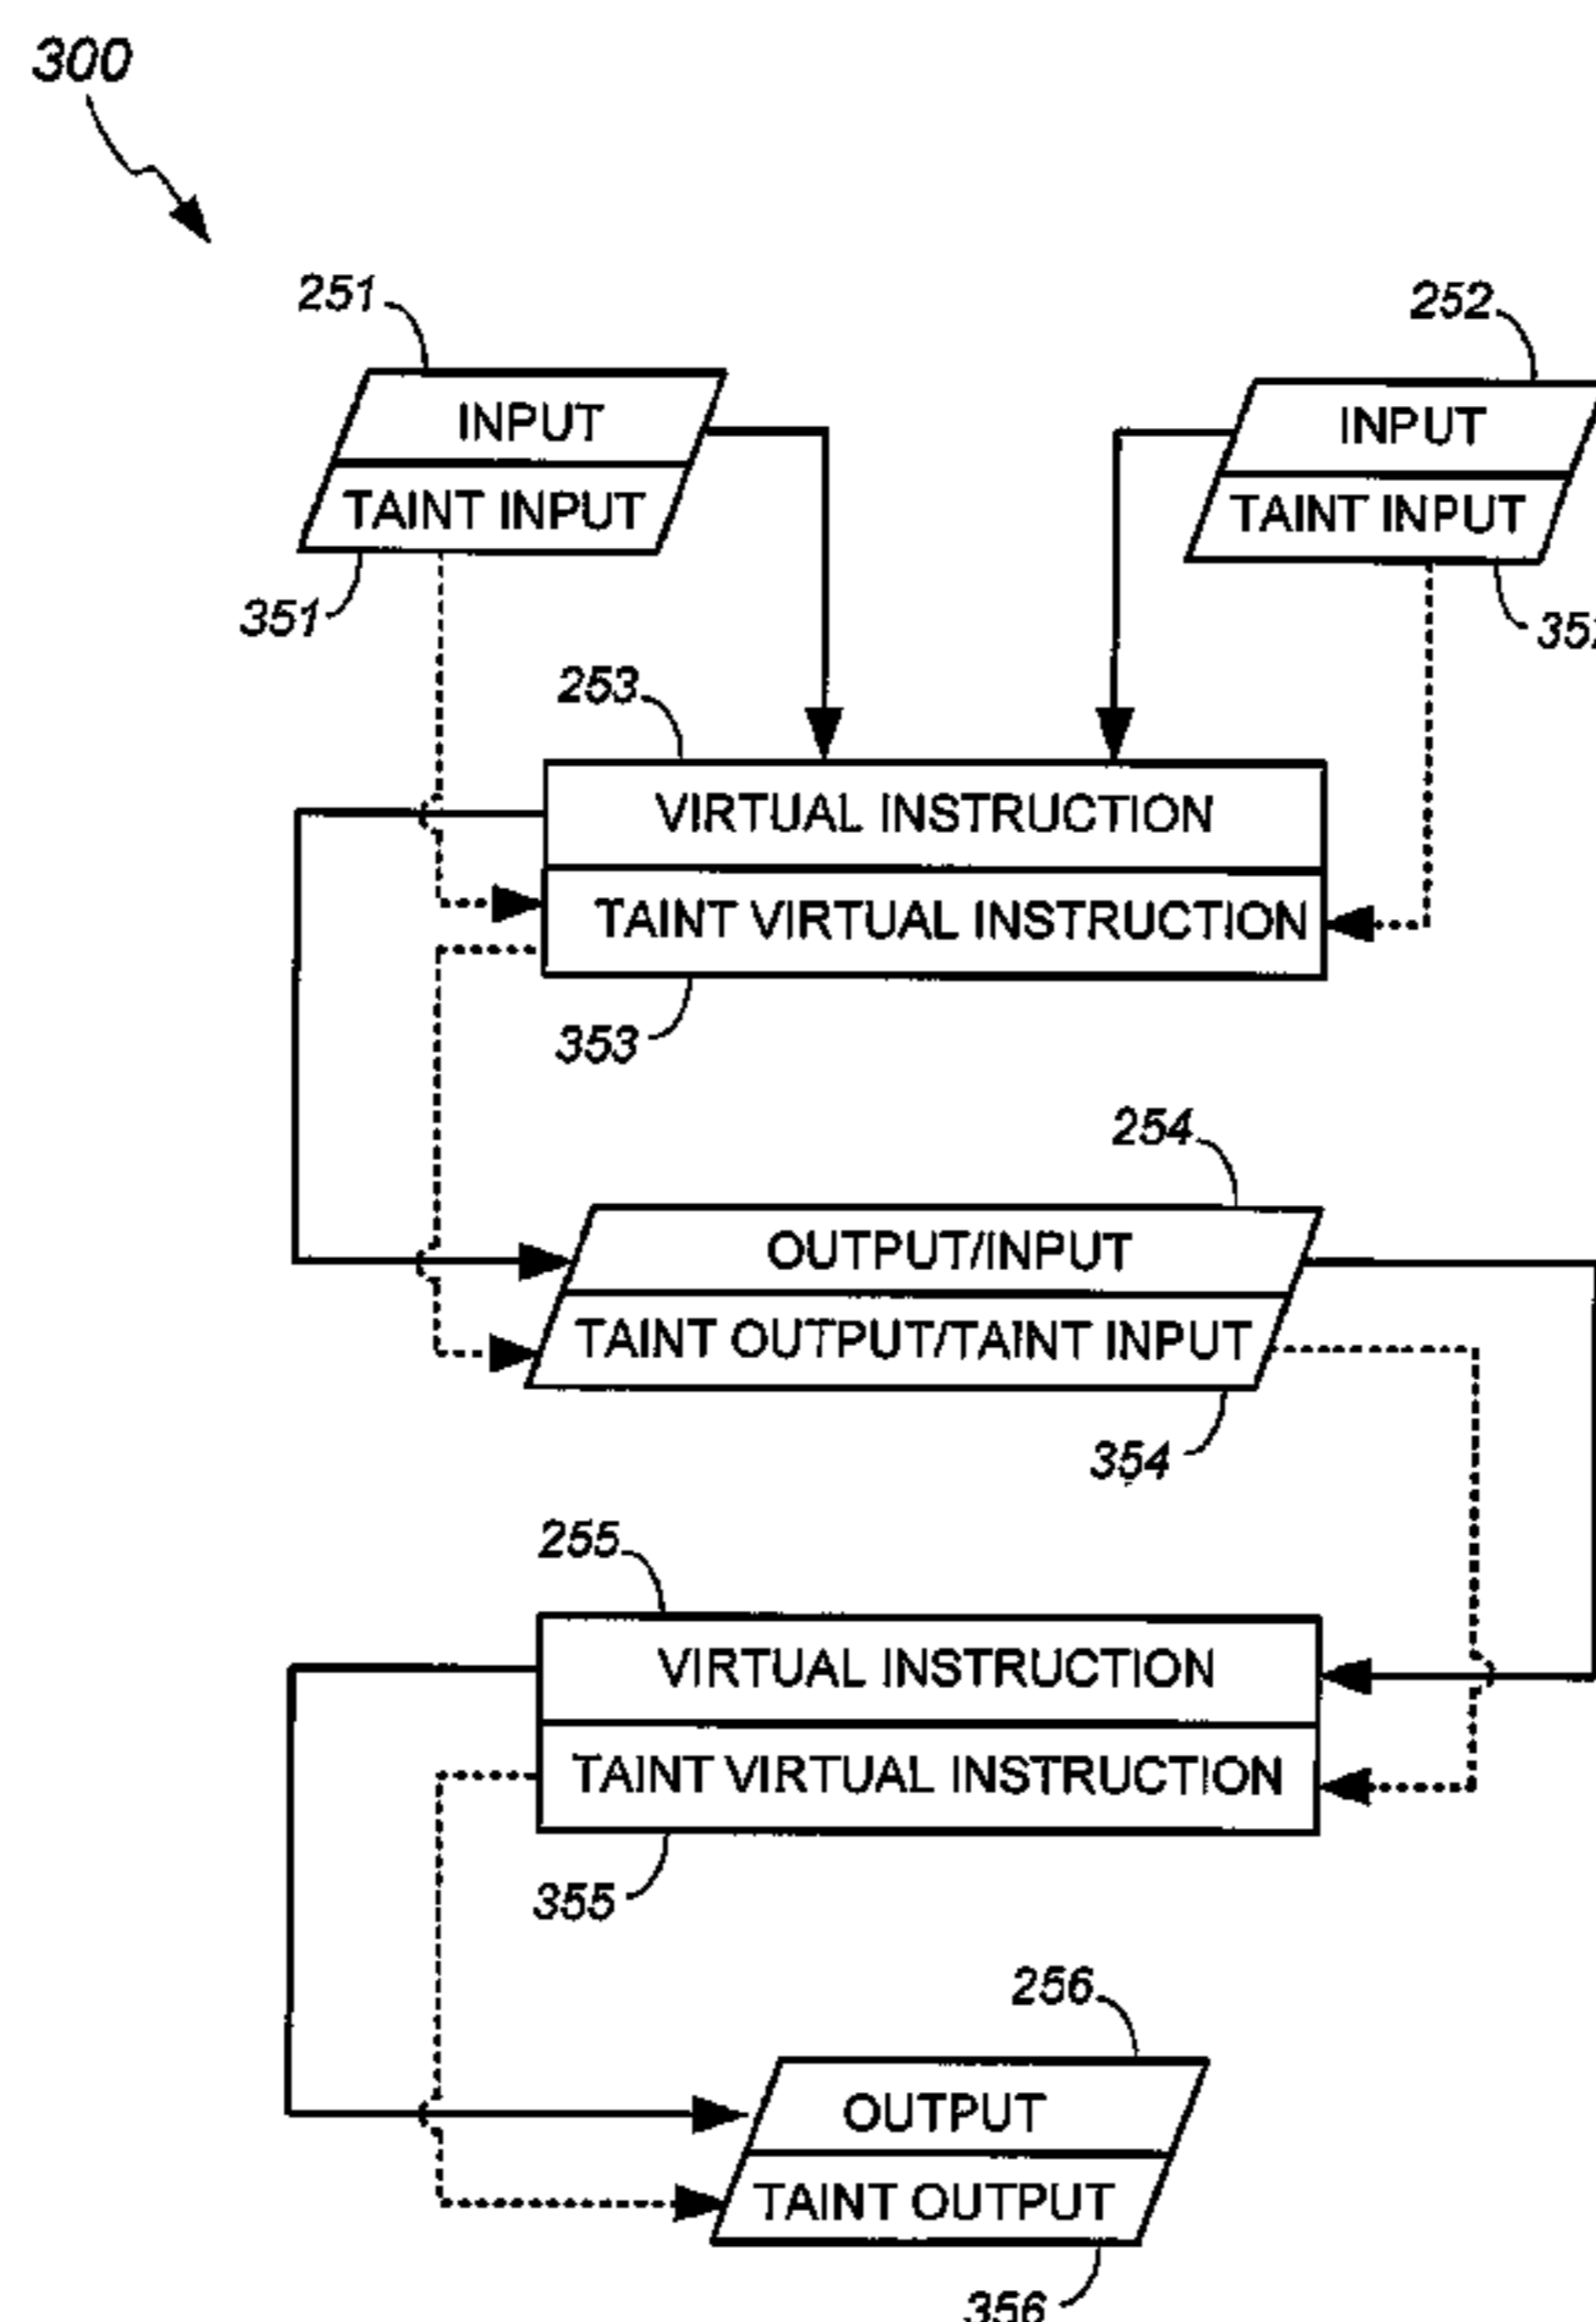 300
251
252
INPUT
INPUT
TAINT INPUT
TAINT INPUT
351
253
VIRTUAL INSTRUCTION
TAINT VIRTUAL INSTRUCTION
353
254
OUTPUT/INPUT
TAINT OUTPUT/TAINT INPUT
354
255
VIRTUAL INSTRUCTION
TAINT VIRTUAL INSTRUCTION
355
256
OUTPUT
TAINT OUTPUT
356